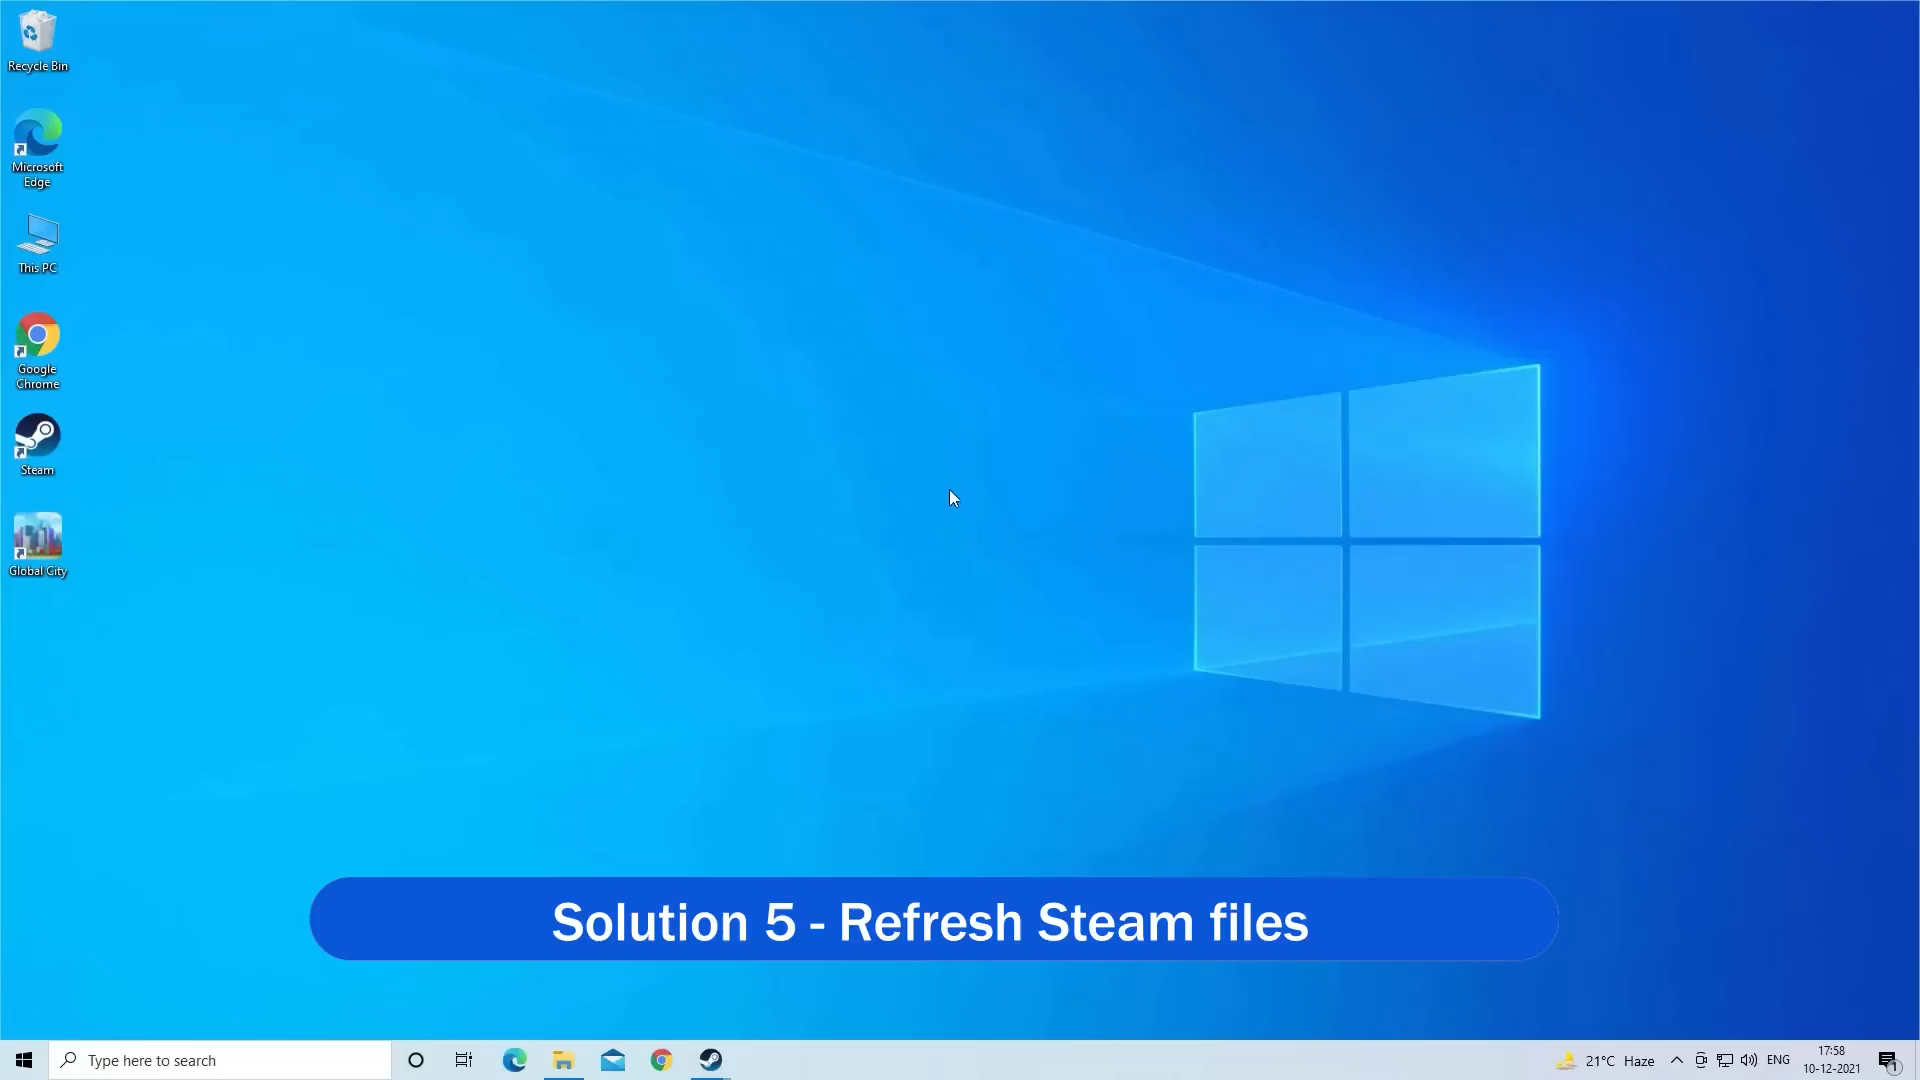 Recycle Bin
Microsoft
Edge
This PC
Google
Chrome
Steam
Global City
Solution 5 - Refresh Steam files
Type here to search
21°C Haze
ENG
17:58
10-12-2021
1